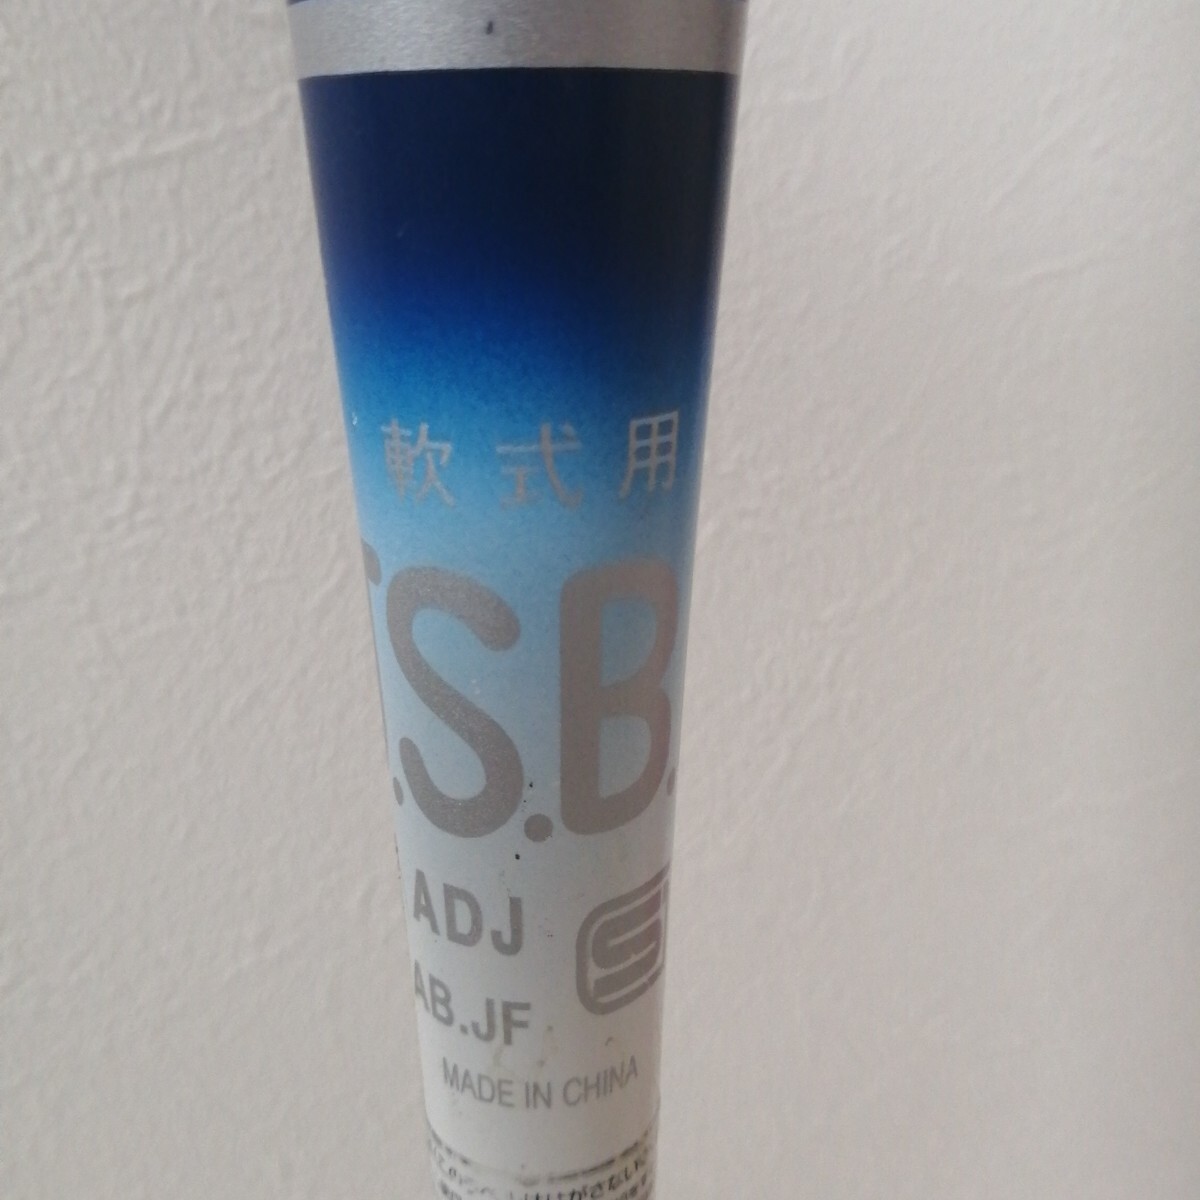 軟式用
J.S.B.B.
ADJ
AB.JF
MADE IN CHINA